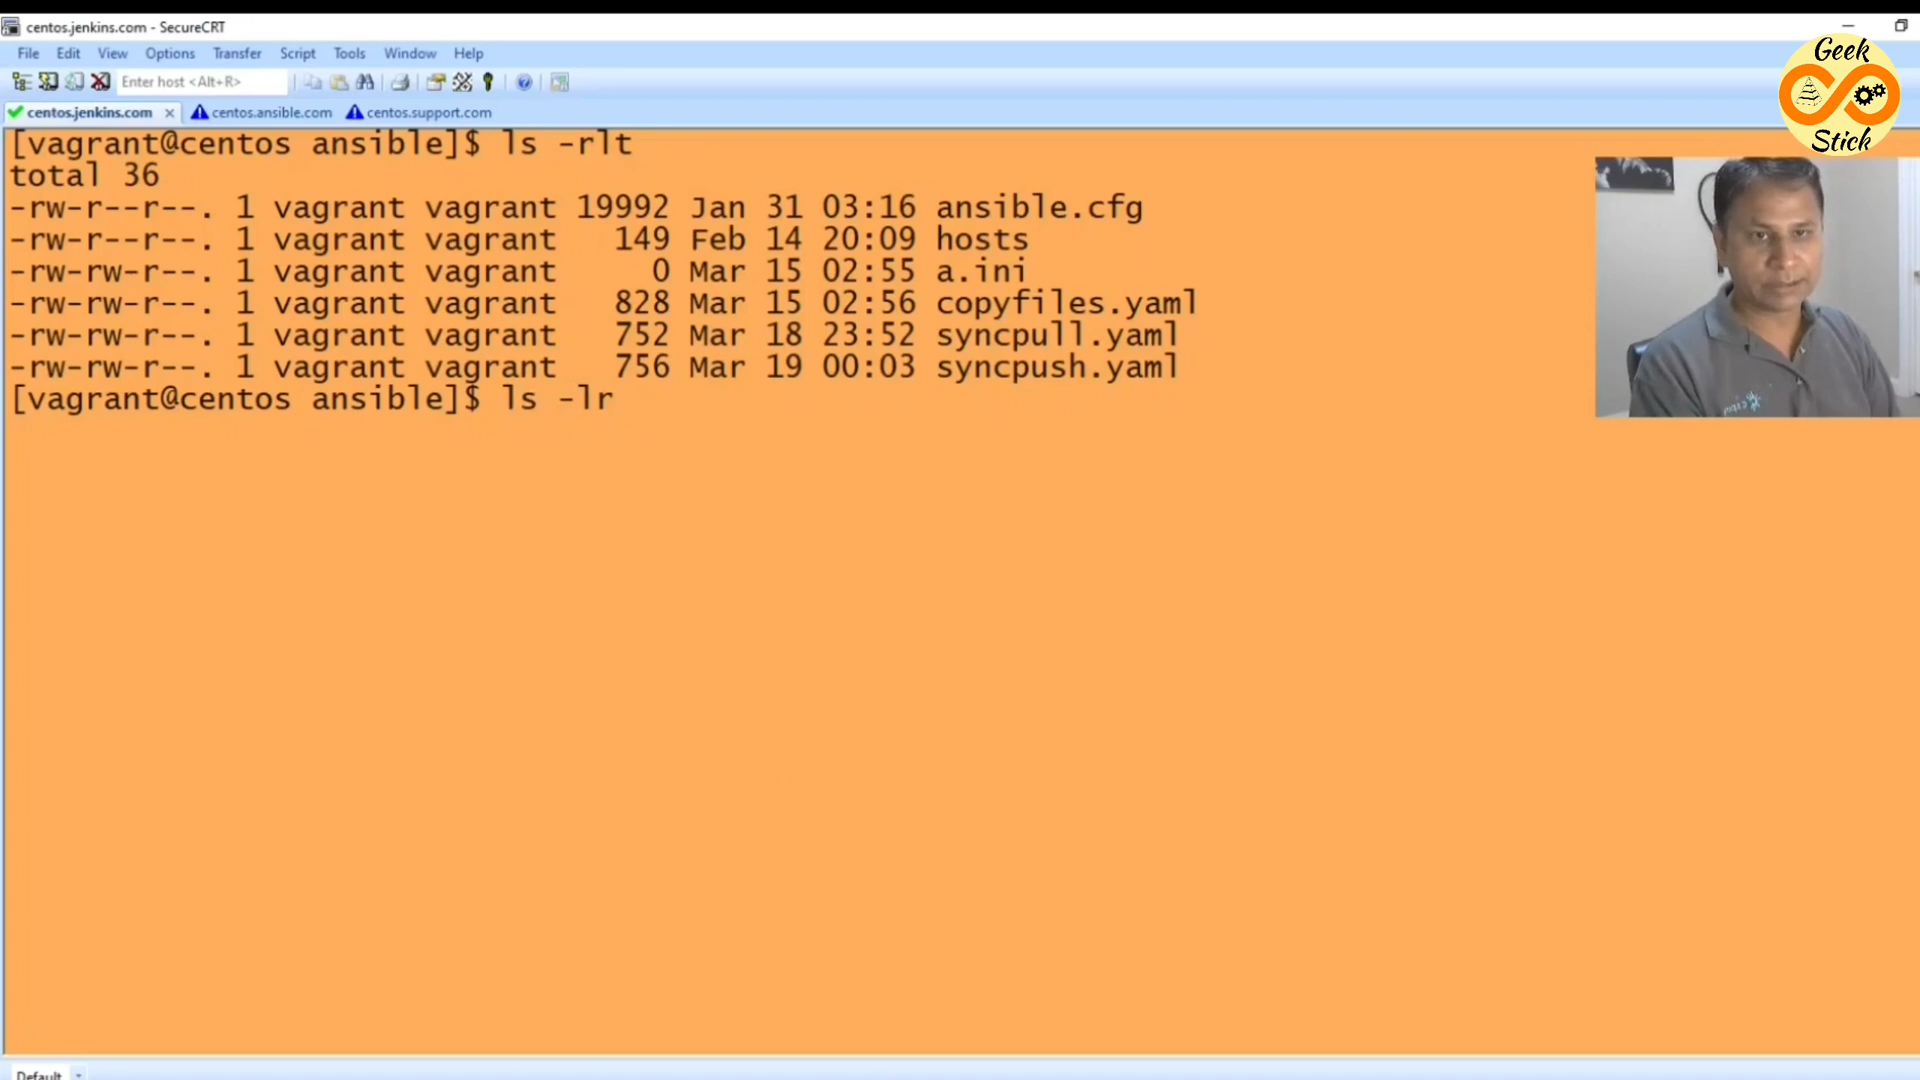 centos.jenkins.com - SecureCRT
File Edit View Options Transfer Script Tools Window Help
Enter host <Alt+R>
centos.jenkins.com centos.ansible.com centos.support.com
[vagrant@centos ansible]$ ls -rlt
total 36
-rw-r--r--. 1 vagrant vagrant 19992 Jan 31 03:16 ansible.cfg
-rw-r--r--. 1 vagrant vagrant 149 Feb 14 20:09 hosts
-rw-rw-r--. 1 vagrant vagrant 0 Mar 15 02:55 a.ini
-rw-rw-r--. 1 vagrant vagrant 828 Mar 15 02:56 copyfiles.yaml
-rw-rw-r--. 1 vagrant vagrant 752 Mar 18 23:52 syncpull.yaml
-rw-rw-r--. 1 vagrant vagrant 756 Mar 19 00:03 syncpush.yaml
[vagrant@centos ansible]$ ls -lr
Geek
Stick
Default